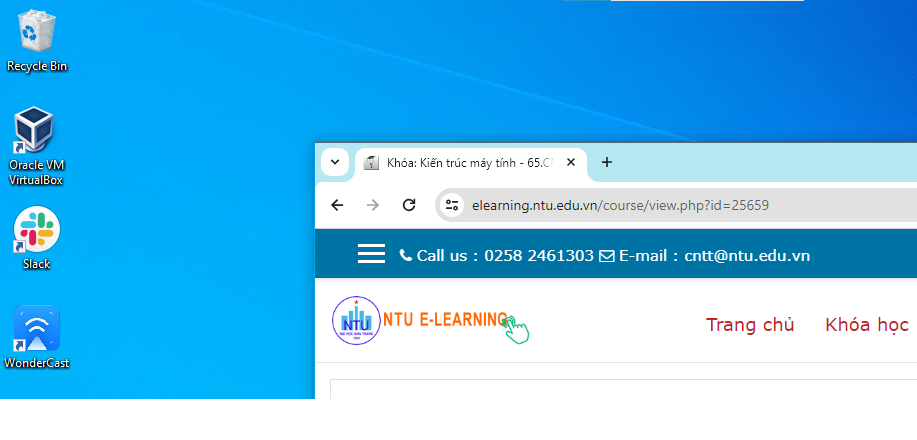 Recycle Bin
Oracle VM
VirtualBox
Slack
WonderCast
Khóa: Kiến trúc máy tính - 65.C
elearning.ntu.edu.vn/course/view.php?id=25659
Call us : 0258 2461303 E-mail : cntt@ntu.edu.vn
NTU
NTU E-LEARNING
Trang chủ Khóa học